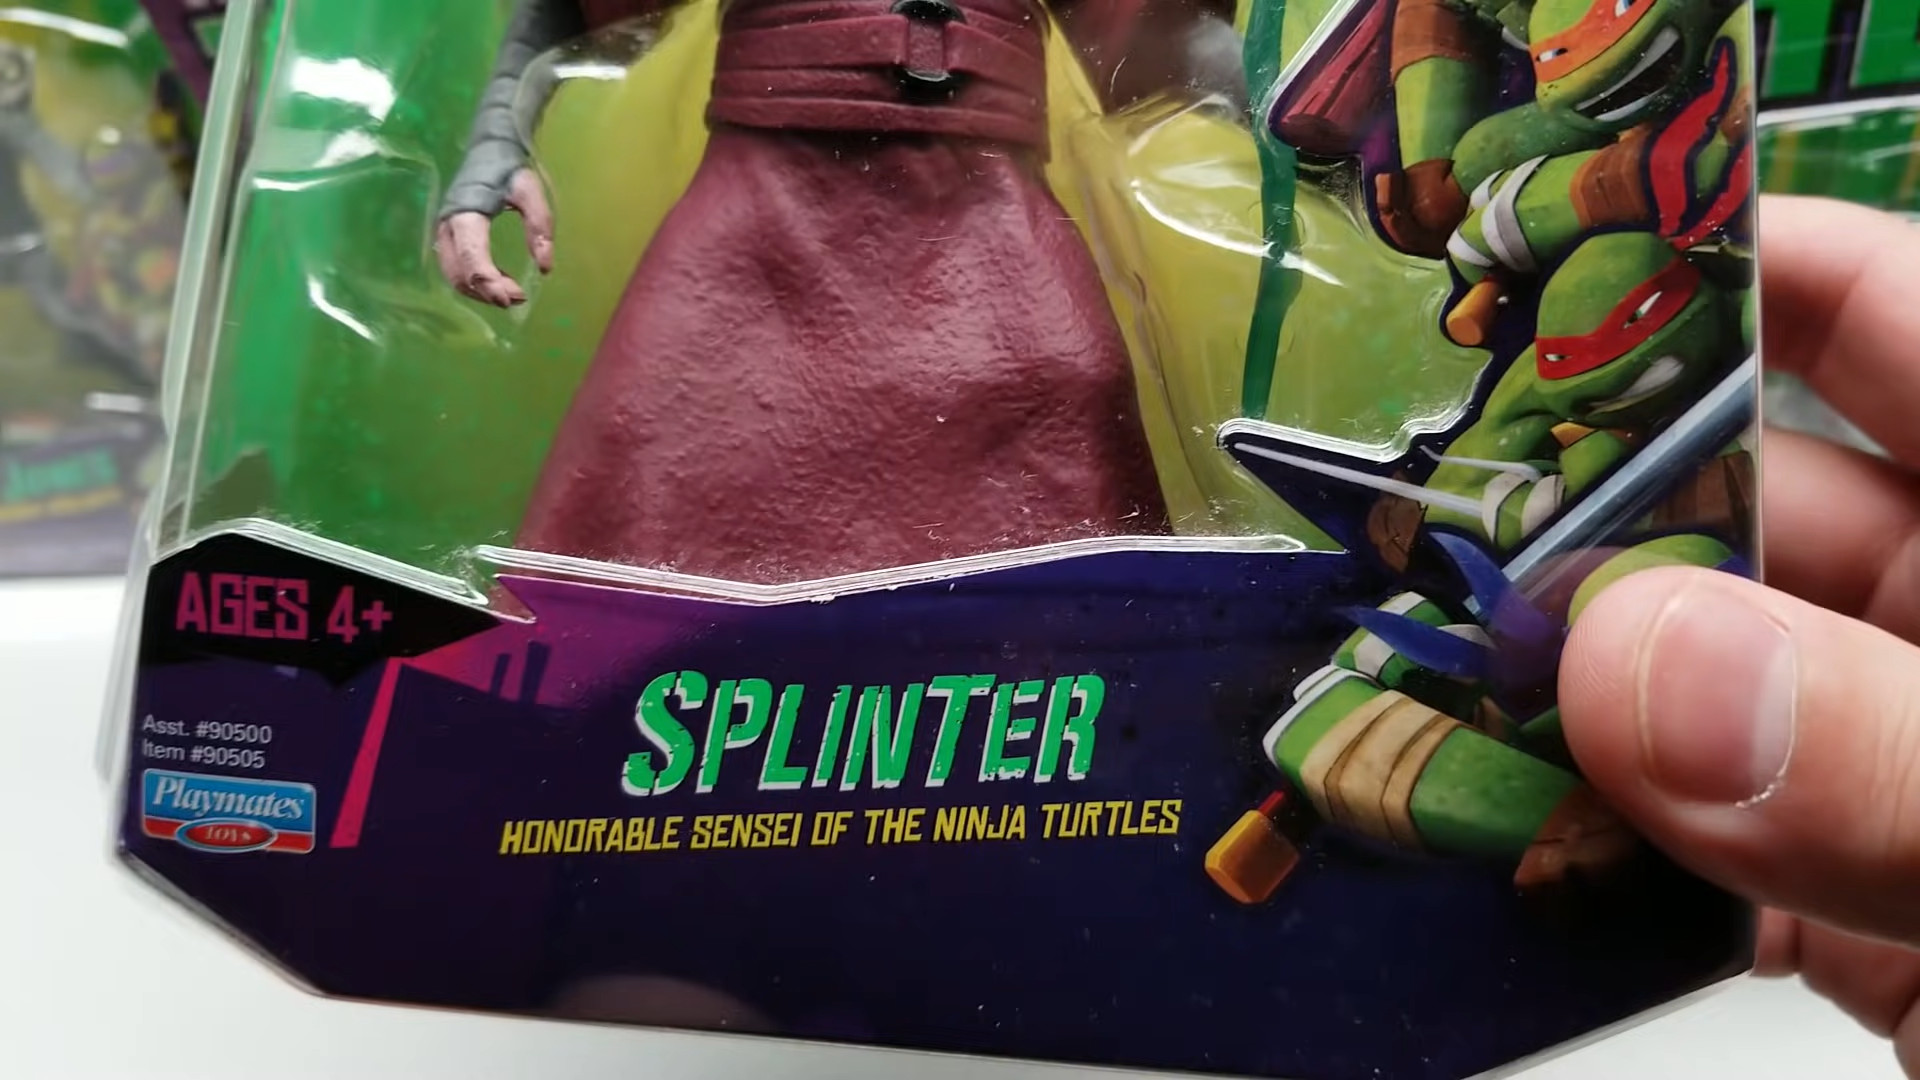 AGES 4+
SPLINTER
HONORABLE SENSEI OF THE NINJA TURTLES
Asst. #90500
Item #90505
Playmates
TOYS